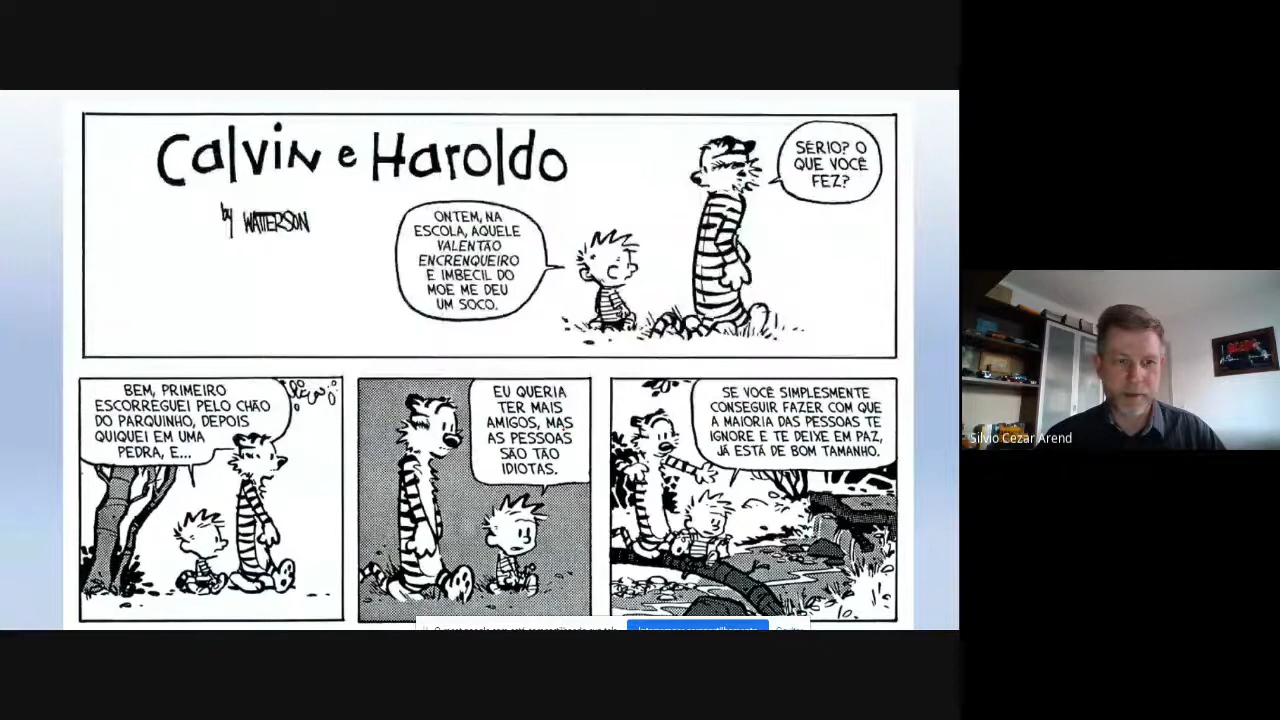 Calvin e Haroldo
by WATTERSON
ONTEM, NA
ESCOLA, AQUELE
VALENTÃO
ENCRENQUEIRO
E IMBECIL DO
MOE ME DEU
UM SOCO.
SÉRIO? O
QUE VOCÊ
FEZ?
BEM, PRIMEIRO
ESCORREGUEI PELO CHÃO
DO PARQUINHO, DEPOIS
QUIQUEI EM UMA
PEDRA, E...
EU QUERIA
TER MAIS
AMIGOS, MAS
AS PESSOAS
SÃO TÃO
IDIOTAS.
SE VOCÊ SIMPLESMENTE
CONSEGUIR FAZER COM QUE
A MAIORIA DAS PESSOAS TE
IGNORE E TE DEIXE EM PAZ,
JÁ ESTÁ DE BOM TAMANHO.
Silvio Cezar Arend